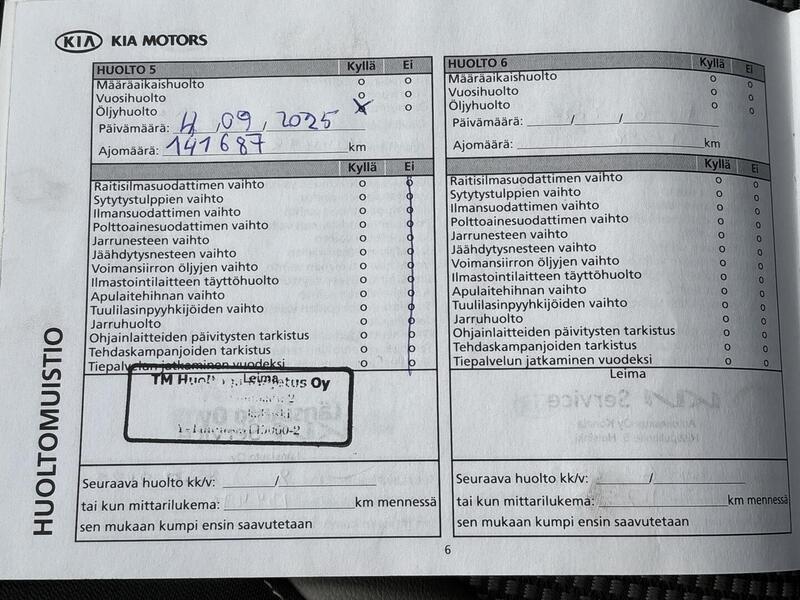 KIA KIA MOTORS
HUOLTO 5 Kyllä Ei
Määräaikaishuolto o o
Vuosihuolto o o
Öljyhuolto o
Päivämäärä: 4 / 09 / 2025
Ajomäärä: 141687 km
Kyllä Ei
Raitisilmasuodattimen vaihto o o
Sytytystulppien vaihto o o
Ilmansuodattimen vaihto o o
Polttoainesuodattimen vaihto o o
Jarrunesteen vaihto o o
Jäähdytysnesteen vaihto o o
Voimansiirron öljyjen vaihto o o
Ilmastointilaitteen täyttöhuolto o o
Apulaitehihnan vaihto o o
Tuulilasinpyyhkijöiden vaihto o o
Jarruhuolto o o
Ohjainlaitteiden päivitysten tarkistus o o
Tehdaskampanjoiden tarkistus o o
Tiepalvelun jatkaminen vuodeksi o o
Leima
TM Oy
Seuraava huolto kk/v: /
tai kun mittarilukema: km mennessä
sen mukaan kumpi ensin saavutetaan
HUOLTO 6 Kyllä Ei
Määräaikaishuolto o o
Vuosihuolto o o
Öljyhuolto o o
Päivämäärä: / /
Ajomäärä: km
Kyllä Ei
Raitisilmasuodattimen vaihto o o
Sytytystulppien vaihto o o
Ilmansuodattimen vaihto o o
Polttoainesuodattimen vaihto o o
Jarrunesteen vaihto o o
Jäähdytysnesteen vaihto o o
Voimansiirron öljyjen vaihto o o
Ilmastointilaitteen täyttöhuolto o o
Apulaitehihnan vaihto o o
Tuulilasinpyyhkijöiden vaihto o o
Jarruhuolto o o
Ohjainlaitteiden päivitysten tarkistus o o
Tehdaskampanjoiden tarkistus o o
Tiepalvelun jatkaminen vuodeksi o o
Leima
Seuraava huolto kk/v: /
tai kun mittarilukema: km mennessä
sen mukaan kumpi ensin saavutetaan
HUOLTOMUISTIO
6